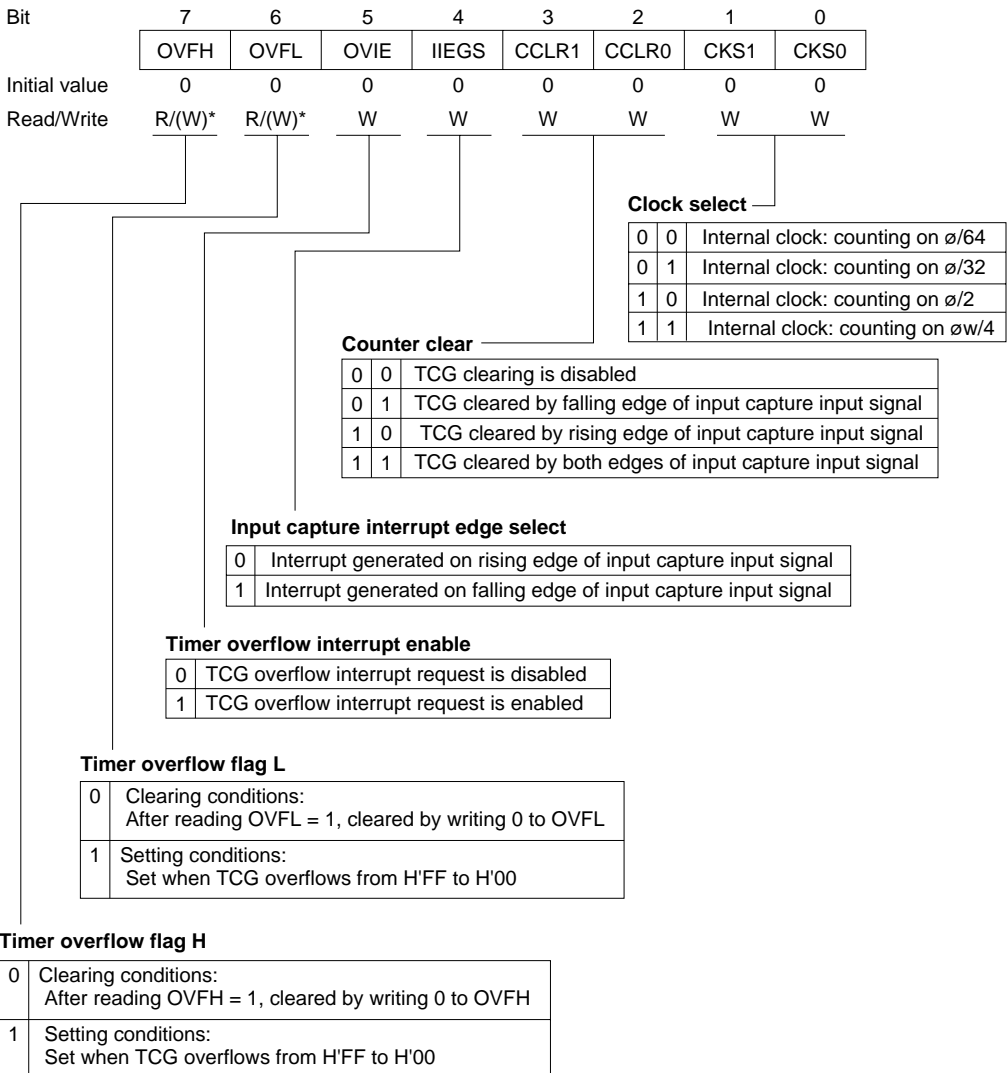 Bit 7 6 5 4 3 2 1 0
OVFH OVFL OVIE IIEGS CCLR1 CCLR0 CKS1 CKS0
Initial value 0 0 0 0 0 0 0 0
Read/Write R/(W)* R/(W)* W W W W W W
Clock select
0 0 Internal clock: counting on ø/64
0 1 Internal clock: counting on ø/32
1 0 Internal clock: counting on ø/2
1 1 Internal clock: counting on øw/4
Counter clear
0 0 TCG clearing is disabled
0 1 TCG cleared by falling edge of input capture input signal
1 0 TCG cleared by rising edge of input capture input signal
1 1 TCG cleared by both edges of input capture input signal
Input capture interrupt edge select
0 Interrupt generated on rising edge of input capture input signal
1 Interrupt generated on falling edge of input capture input signal
Timer overflow interrupt enable
0 TCG overflow interrupt request is disabled
1 TCG overflow interrupt request is enabled
Timer overflow flag L
0 Clearing conditions:
After reading OVFL = 1, cleared by writing 0 to OVFL
1 Setting conditions:
Set when TCG overflows from H'FF to H'00
Timer overflow flag H
0 Clearing conditions:
After reading OVFH = 1, cleared by writing 0 to OVFH
1 Setting conditions:
Set when TCG overflows from H'FF to H'00